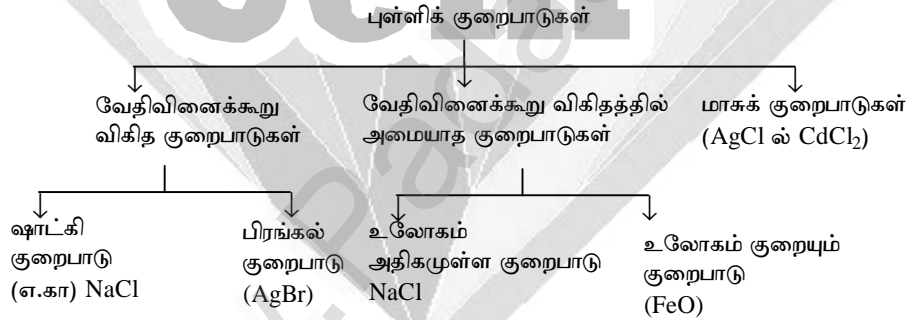 புள்ளிக் குறைபாடுகள்
வேதிவினைக்கூறு
விகித குறைபாடுகள்
வேதிவினைக்கூறு விகிதத்தில்
அமையாத குறைபாடுகள்
மாசுக் குறைபாடுகள்
(AgCl ல் CdCl₂)
ஷாட்கி
குறைபாடு
(எ.கா) NaCl
பிரங்கல்
குறைபாடு
(AgBr)
உலோகம்
அதிகமுள்ள குறைபாடு
NaCl
உலோகம் குறையும்
குறைபாடு
(FeO)